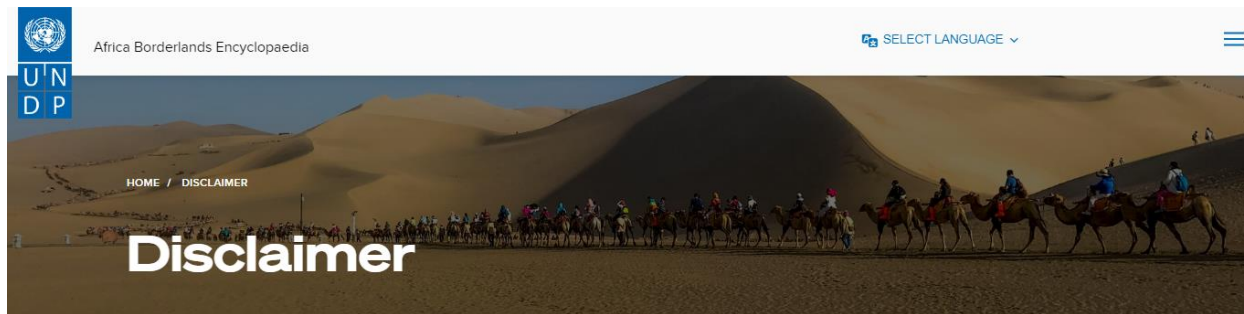 U N
D P
Africa Borderlands Encyclopaedia
SELECT LANGUAGE
HOME / DISCLAIMER
Disclaimer